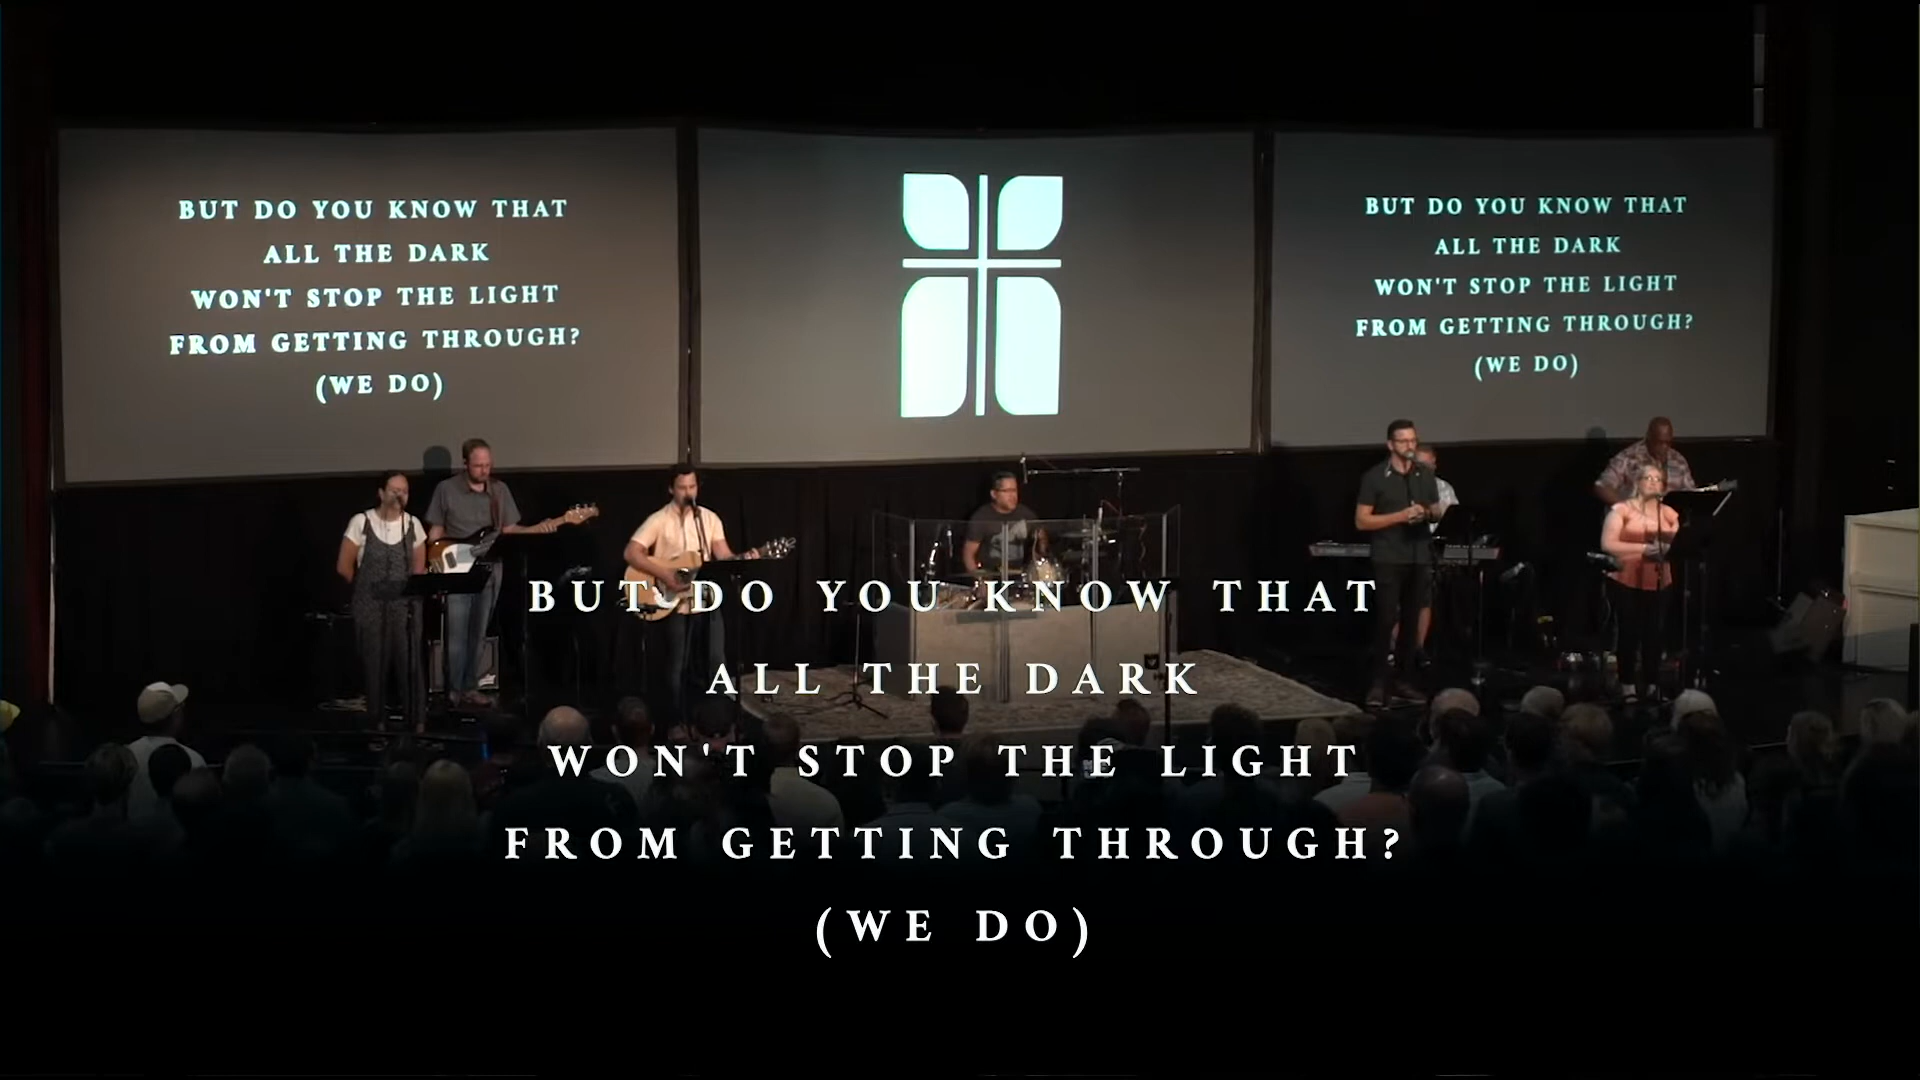 BUT DO YOU KNOW THAT
ALL THE DARK
WON'T STOP THE LIGHT
FROM GETTING THROUGH?
(WE DO)
BUT DO YOU KNOW THAT
ALL THE DARK
WON'T STOP THE LIGHT
FROM GETTING THROUGH?
(WE DO)
BUT DO YOU KNOW THAT
ALL THE DARK
WON'T STOP THE LIGHT
FROM GETTING THROUGH?
(WE DO)